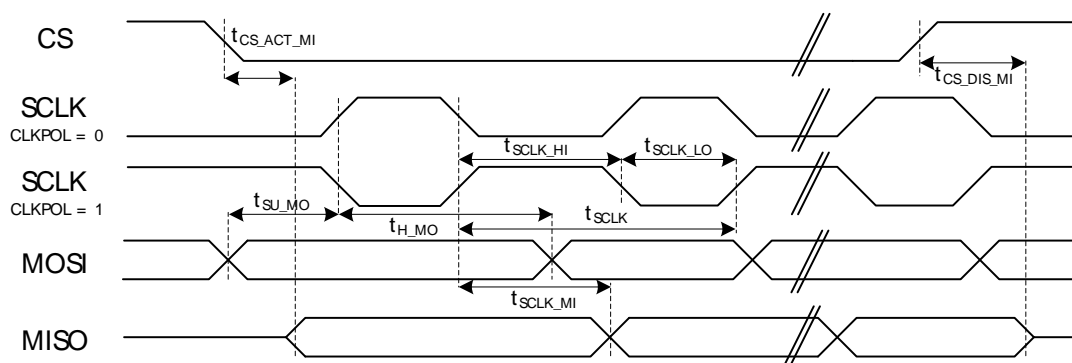 CS
tCS_ACT_MI
tCS_DIS_MI
SCLK
CLKPOL = 0
tSCLK_HI
tSCLK_LO
SCLK
CLKPOL = 1
tSU_MO
tH_MO
tSCLK
MOSI
tSCLK_MI
MISO